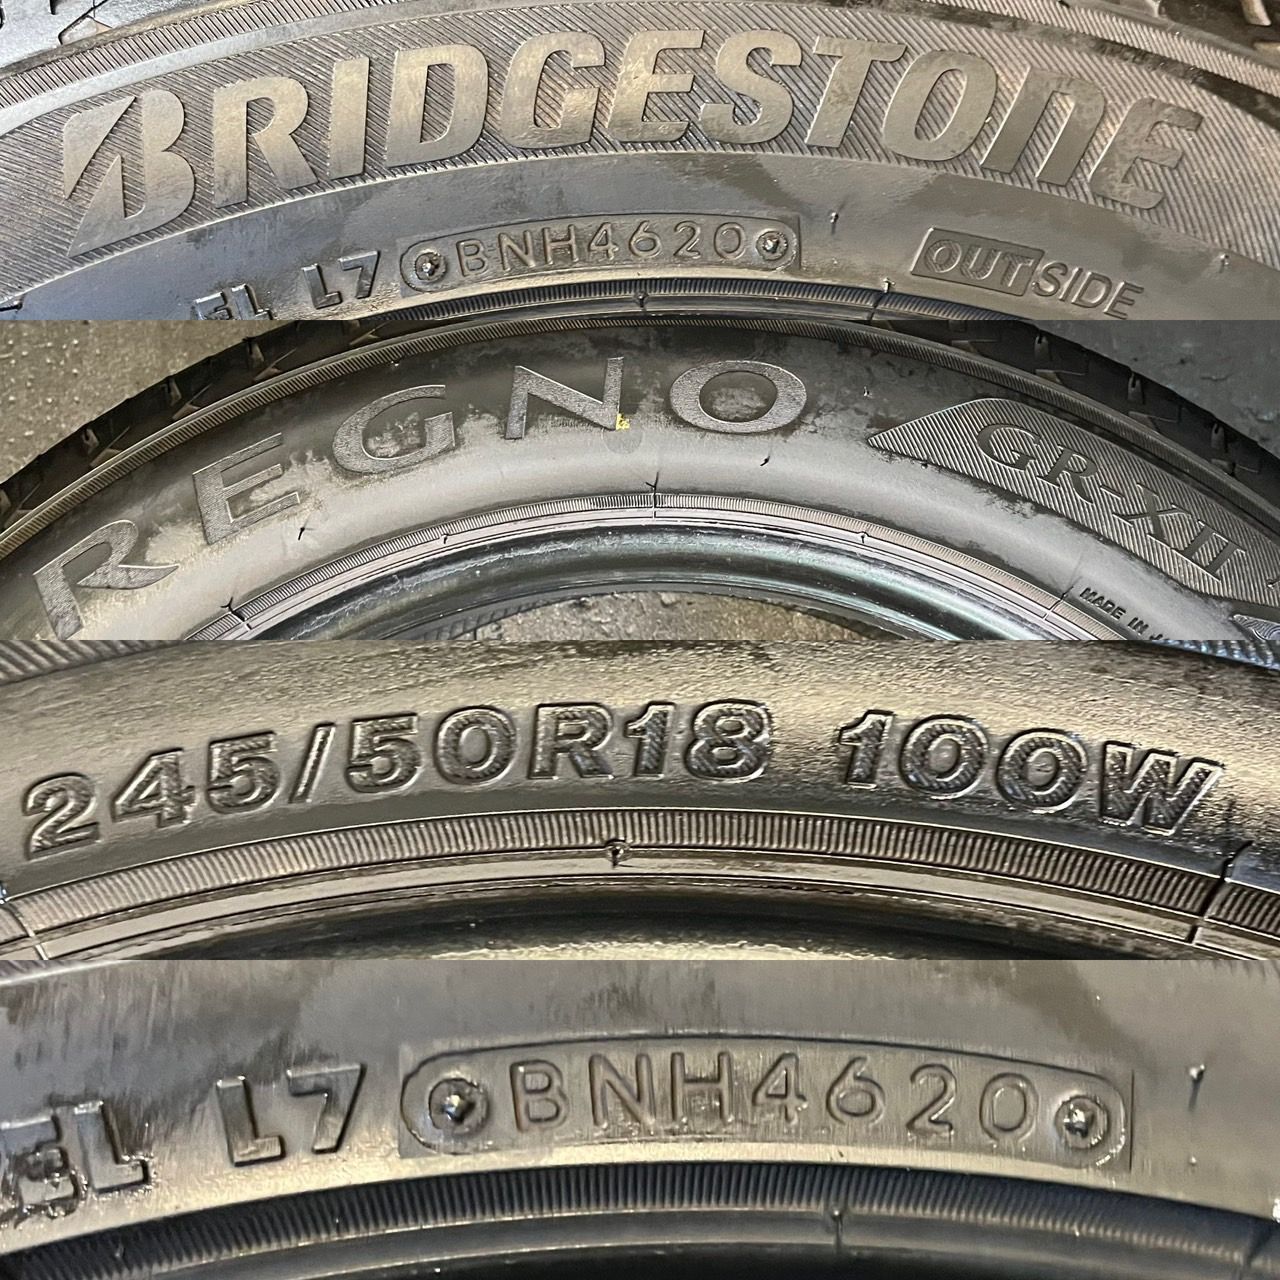 BRIDGESTONE
L7 BNH4620 OUTSIDE
REGNO GR-XII
MADE IN
245/50R18 100W
L7 BNH4620